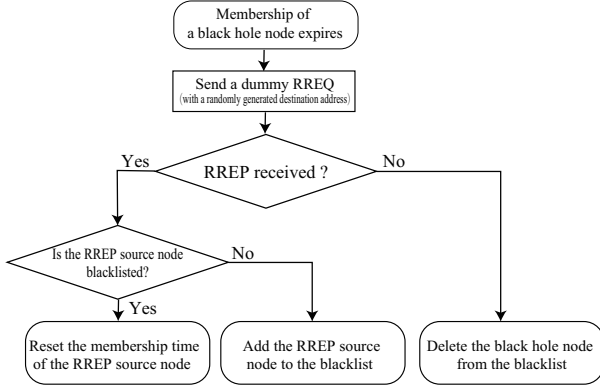 Membership of
a black hole node expires
Send a dummy RREQ
(with a randomly generated destination address)
Yes
RREP received ?
No
Is the RREP source node
blacklisted?
No
Yes
Reset the membership time
of the RREP source node
Add the RREP source
node to the blacklist
Delete the black hole node
from the blacklist